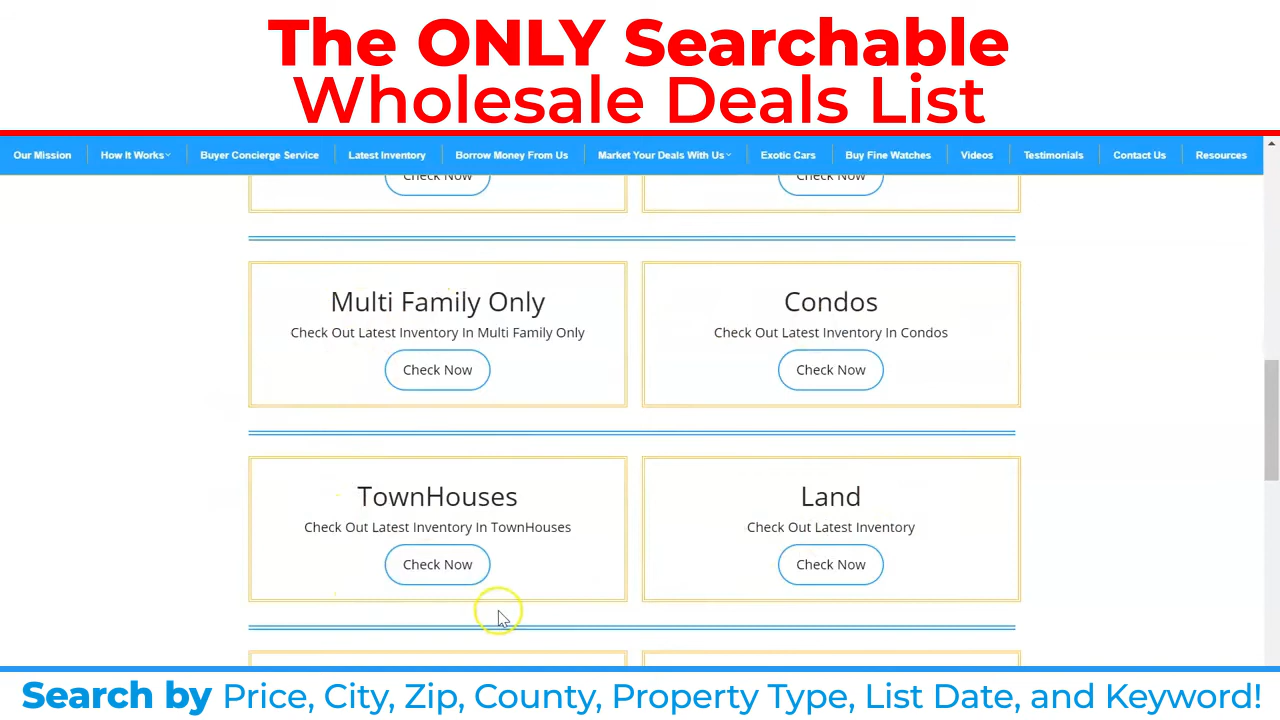 The ONLY Searchable
Wholesale Deals List
Our Mission How It Works Buyer Concierge Service Latest Inventory Borrow Money From Us Market Your Deals With Us Exotic Cars Buy Fine Watches Videos Testimonials Contact Us Resources
Check Now Check Now
Multi Family Only Condos
Check Out Latest Inventory In Multi Family Only Check Out Latest Inventory In Condos
Check Now Check Now
TownHouses Land
Check Out Latest Inventory In TownHouses Check Out Latest Inventory
Check Now Check Now
Search by Price, City, Zip, County, Property Type, List Date, and Keyword!